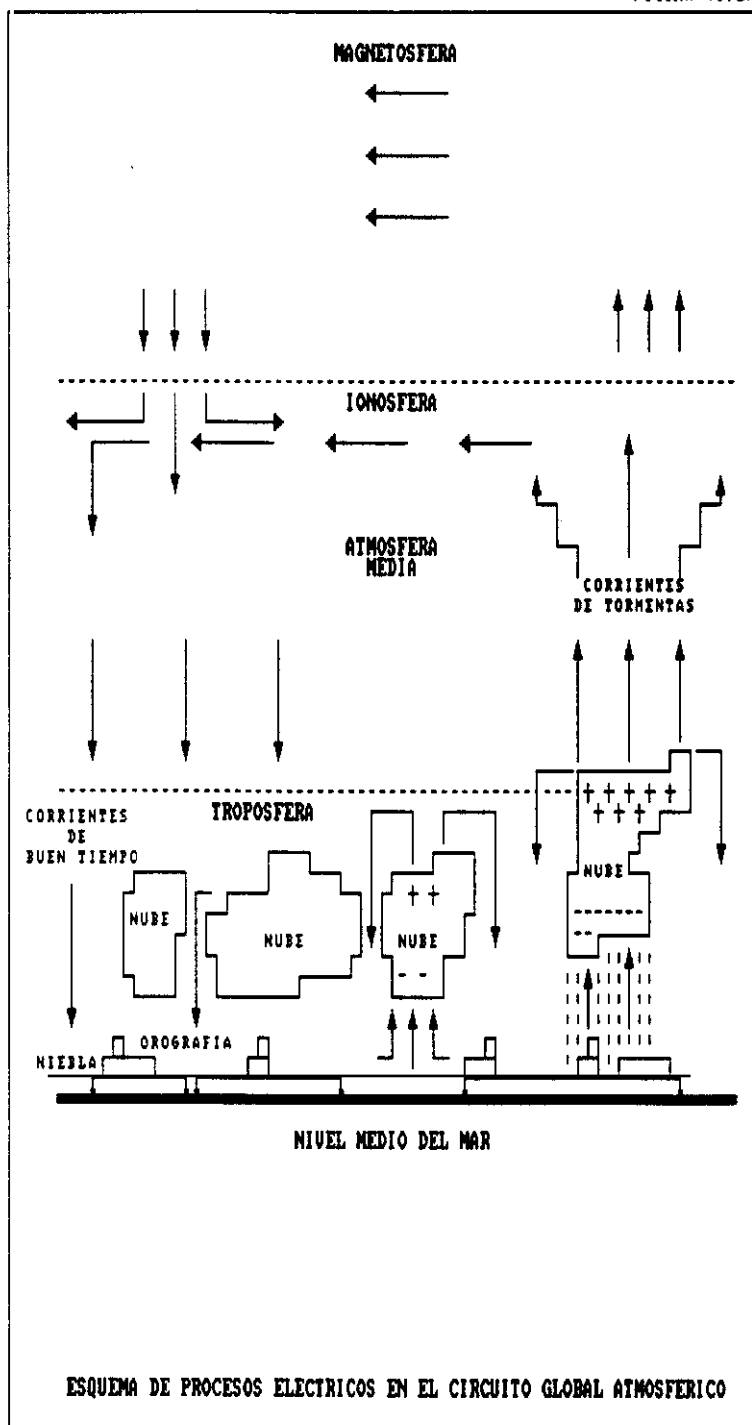 MAGNETOSFERA
IONOSFERA
ATMOSFERA
MEDIA
CORRIENTES
DE TORMENTAS
TROPOSFERA
CORRIENTES
DE
BUEN TIEMPO
NUBE
NUBE
NUBE
NUBE
OROGRAFIA
NIEBLA
NIVEL MEDIO DEL MAR
ESQUEMA DE PROCESOS ELECTRICOS EN EL CIRCUITO GLOBAL ATMOSFERICO